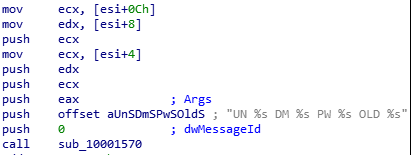 mov     ecx, [esi+0Ch]
mov     edx, [esi+8]
push    ecx
mov     ecx, [esi+4]
push    edx
push    ecx
push    eax             ; Args
push    offset aUnSDmSPwSOldS ; "UN %s DM %s PW %s OLD %s"
push    0               ; dwMessageId
call    sub_10001570